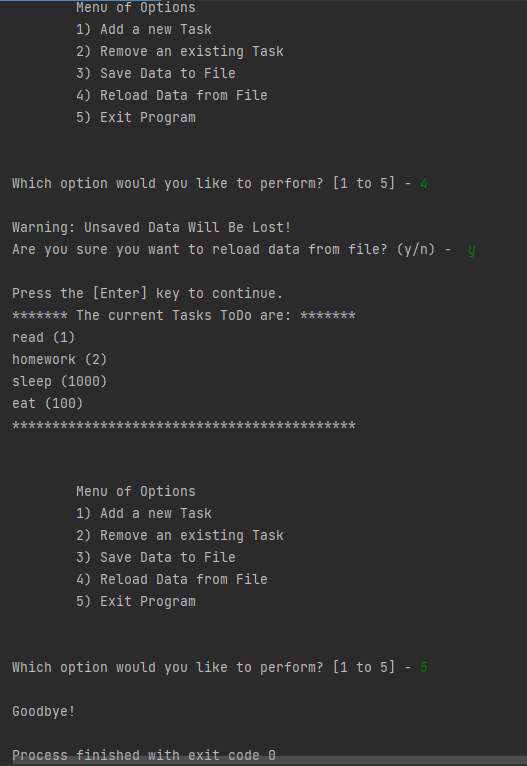 Menu of Options
1) Add a new Task
2) Remove an existing Task
3) Save Data to File
4) Reload Data from File
5) Exit Program
Which option would you like to perform? [1 to 5] - 4
Warning: Unsaved Data Will Be Lost!
Are you sure you want to reload data from file? (y/n) -  y
Press the [Enter] key to continue.
******* The current Tasks ToDo are: *******
read (1)
homework (2)
sleep (1000)
eat (100)
*******************************************
Menu of Options
1) Add a new Task
2) Remove an existing Task
3) Save Data to File
4) Reload Data from File
5) Exit Program
Which option would you like to perform? [1 to 5] - 5
Goodbye!
Process finished with exit code 0